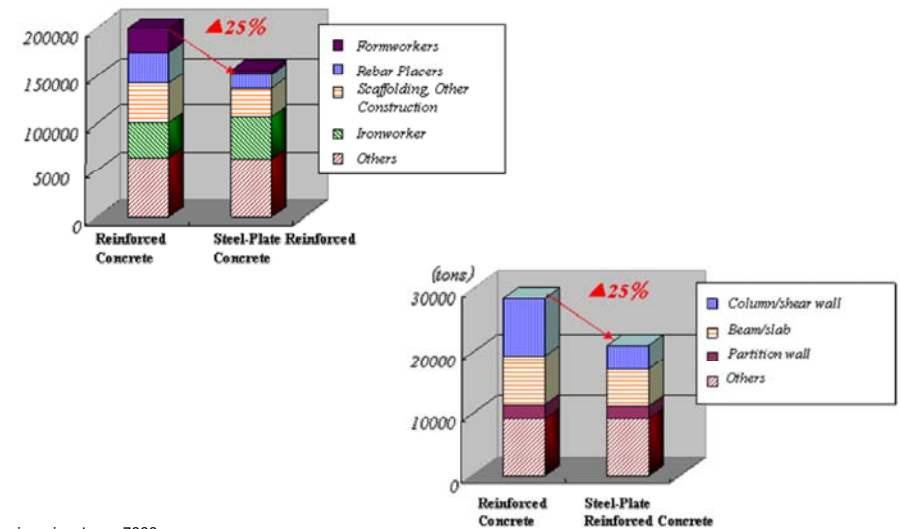 200000
150000
100000
5000
0
▲25%
Formworkers
Rebar Placers
Scaffolding, Other
Construction
Ironworker
Others
Reinforced
Concrete
Steel-Plate Reinforced
Concrete
(tons)
30000
20000
10000
0
▲25%
Column/shear wall
Beam/slab
Partition wall
Others
Reinforced
Concrete
Steel-Plate
Reinforced Concrete